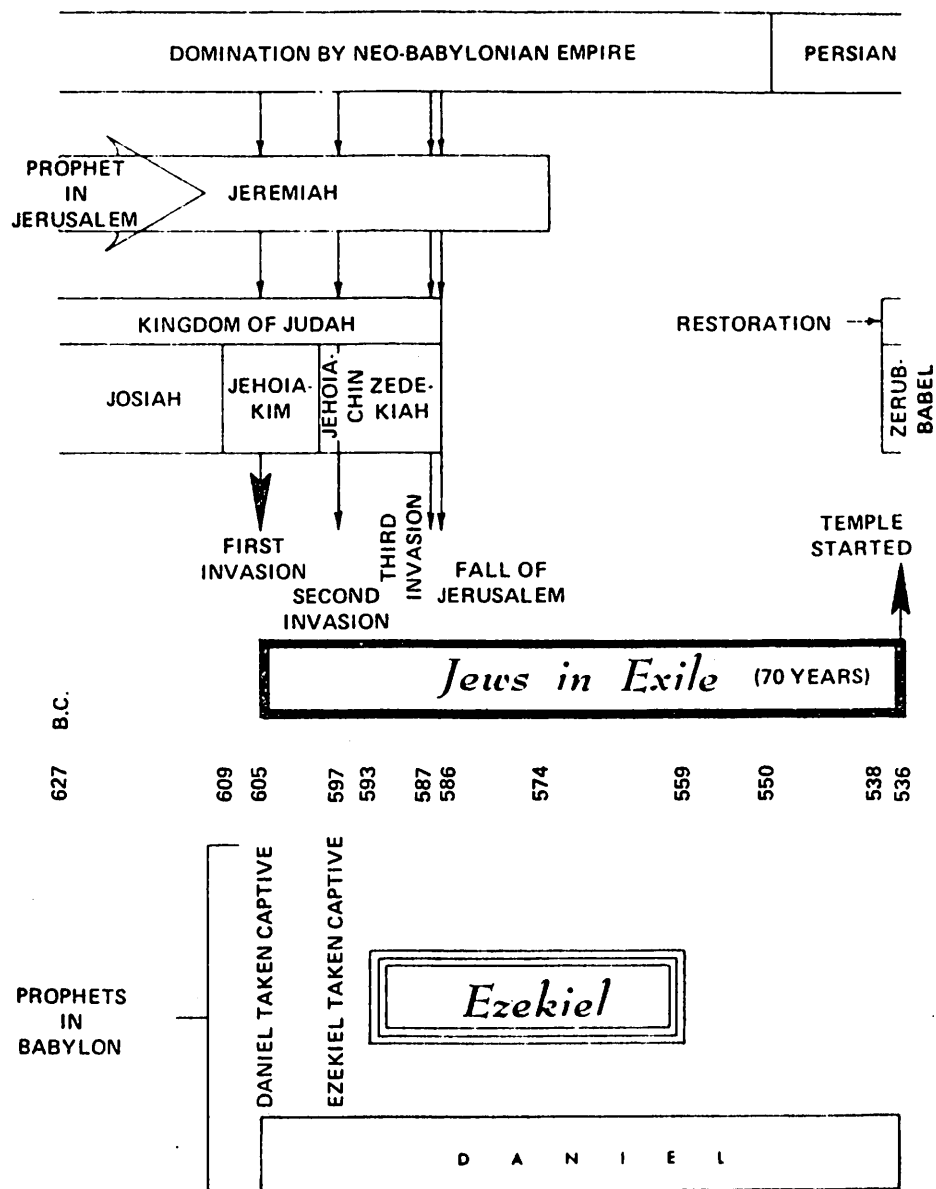 DOMINATION BY NEO-BABYLONIAN EMPIRE
PERSIAN
PROPHET
IN
JERUSALEM
JEREMIAH
KINGDOM OF JUDAH
RESTORATION
JOSIAH
JEHOIA-
KIM
JEHOIA-
CHIN
ZEDE-
KIAH
ZERUB-
BABEL
FIRST
INVASION
SECOND
INVASION
THIRD
INVASION
FALL OF
JERUSALEM
TEMPLE
STARTED
Jews in Exile (70 YEARS)
B.C.
627
609
605
597
593
587
586
574
559
550
538
536
PROPHETS
IN
BABYLON
DANIEL TAKEN CAPTIVE
EZEKIEL TAKEN CAPTIVE
Ezekiel
DANIEL